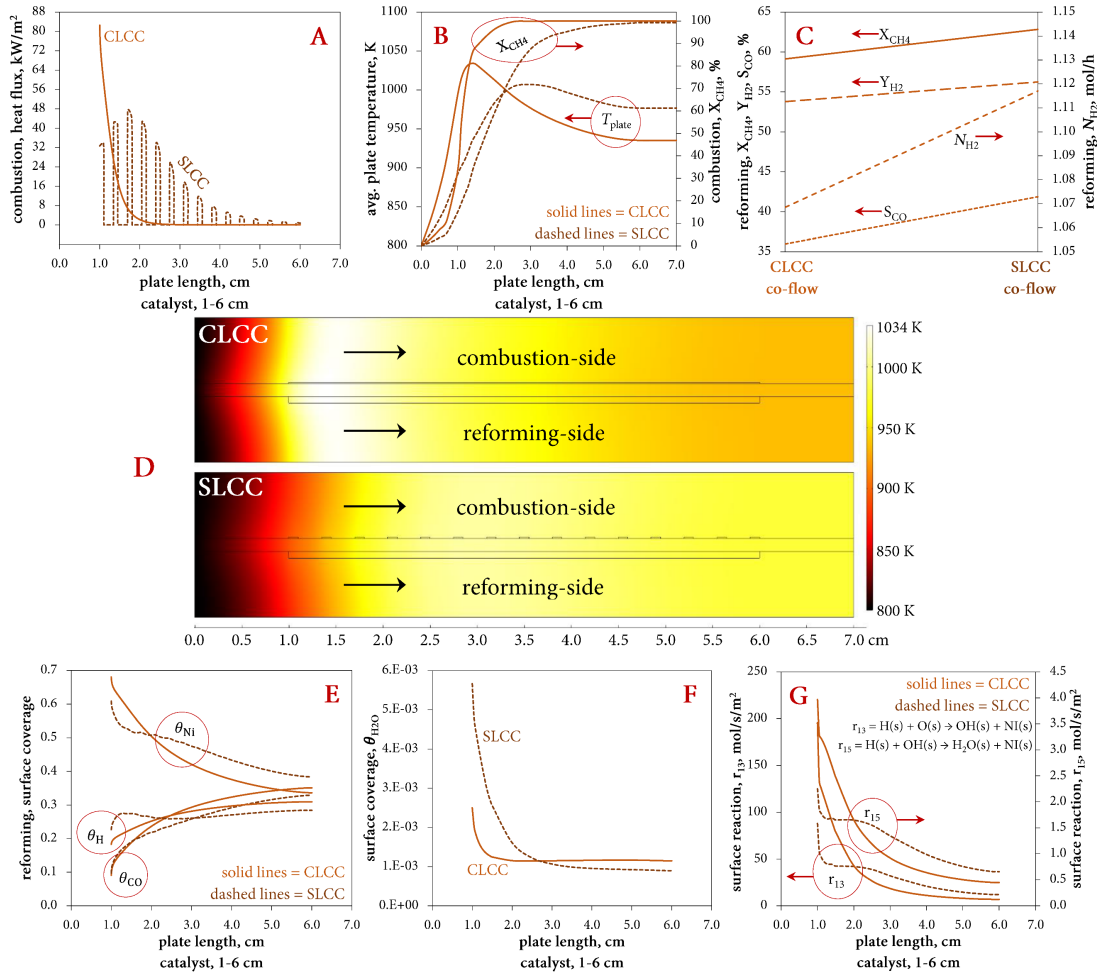 combustion, heat flux, kW/m²
88
80
72
64
56
48
40
32
24
16
8
0
-8
CLCC
A
SLCC
0.0 1.0 2.0 3.0 4.0 5.0 6.0 7.0
plate length, cm
catalyst, 1-6 cm
avg. plate temperature, K
1100
1050
1000
950
900
850
800
B
X_CH4
T_plate
solid lines = CLCC
dashed lines = SLCC
100
90
80
70
60
50
40
30
20
10
0
combustion, X_CH4, %
0.0 1.0 2.0 3.0 4.0 5.0 6.0 7.0
plate length, cm
catalyst, 1-6 cm
reforming, X_CH4, Y_H2, S_CO, %
65
60
55
50
45
40
35
C
X_CH4
Y_H2
N_H2
S_CO
1.15
1.14
1.13
1.12
1.11
1.10
1.09
1.08
1.07
1.06
1.05
reforming, N_H2, mol/h
CLCC SLCC
co-flow co-flow
D
CLCC
combustion-side
reforming-side
SLCC
combustion-side
reforming-side
1034 K
1000 K
950 K
900 K
850 K
800 K
0.0 0.5 1.0 1.5 2.0 2.5 3.0 3.5 4.0 4.5 5.0 5.5 6.0 7.0 cm
reforming, surface coverage
0.7
0.6
0.5
0.4
0.3
0.2
0.1
0.0
E
θ_Ni
θ_H
θ_CO
solid lines = CLCC
dashed lines = SLCC
0.0 1.0 2.0 3.0 4.0 5.0 6.0 7.0
plate length, cm
catalyst, 1-6 cm
surface coverage, θ_H2O
6.E-03
5.E-03
4.E-03
3.E-03
2.E-03
1.E-03
0.E+00
F
SLCC
CLCC
0.0 1.0 2.0 3.0 4.0 5.0 6.0 7.0
plate length, cm
catalyst, 1-6 cm
surface reaction, r₁₃, mol/s/m²
250
200
150
100
50
0
G
solid lines = CLCC
dashed lines = SLCC
r₁₃ = H(s) + O(s)→ OH(s) + NI(s)
r₁₅= H(s) + OH(s)→ H₂O(s) + NI(s)
r₁₅
r₁₃
4.5
4.0
3.5
3.0
2.5
2.0
1.5
1.0
0.5
0.0
surface reaction, r₁₅, mol/s/m²
0.0 1.0 2.0 3.0 4.0 5.0 6.0 7.0
plate length, cm
catalyst, 1-6 cm